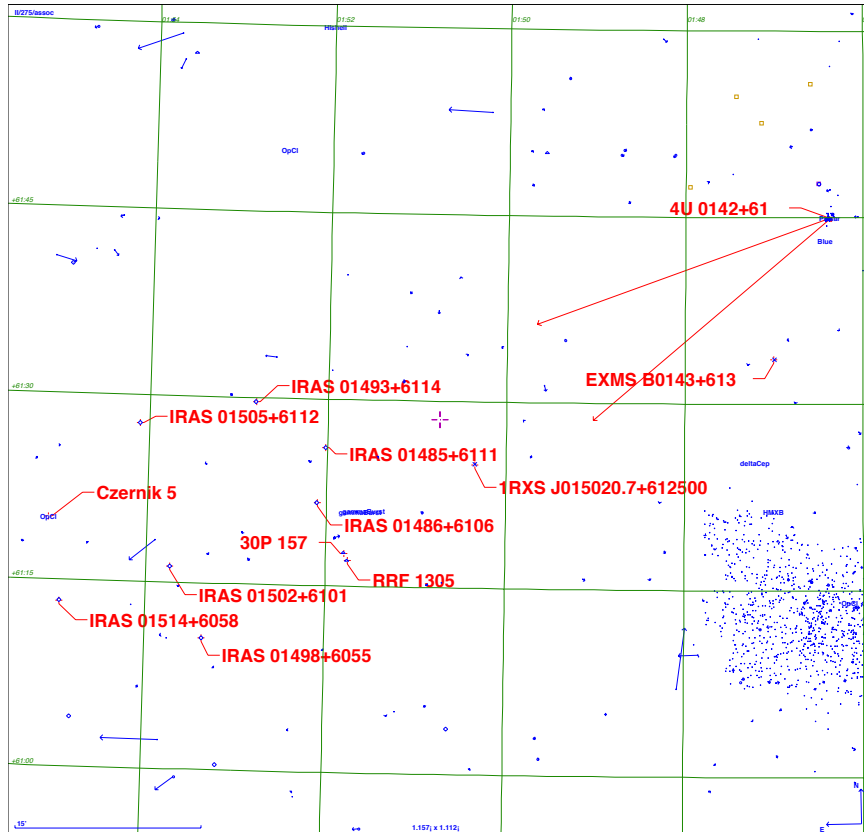 II/275/assoc
01:54
01:52
01:50
01:48
HIshell
OpCl
+61:45
4U 0142+61
Blue
EXMS B0143+613
+61:30
IRAS 01493+6114
IRAS 01505+6112
IRAS 01485+6111
deltaCep
1RXS J015020.7+612500
Czernik 5
OpCl
HMXB
IRAS 01486+6106
30P 157
RRF 1305
+61:15
IRAS 01502+6101
IRAS 01514+6058
IRAS 01498+6055
+61:00
N
15'
1.157¡ x 1.112¡
E